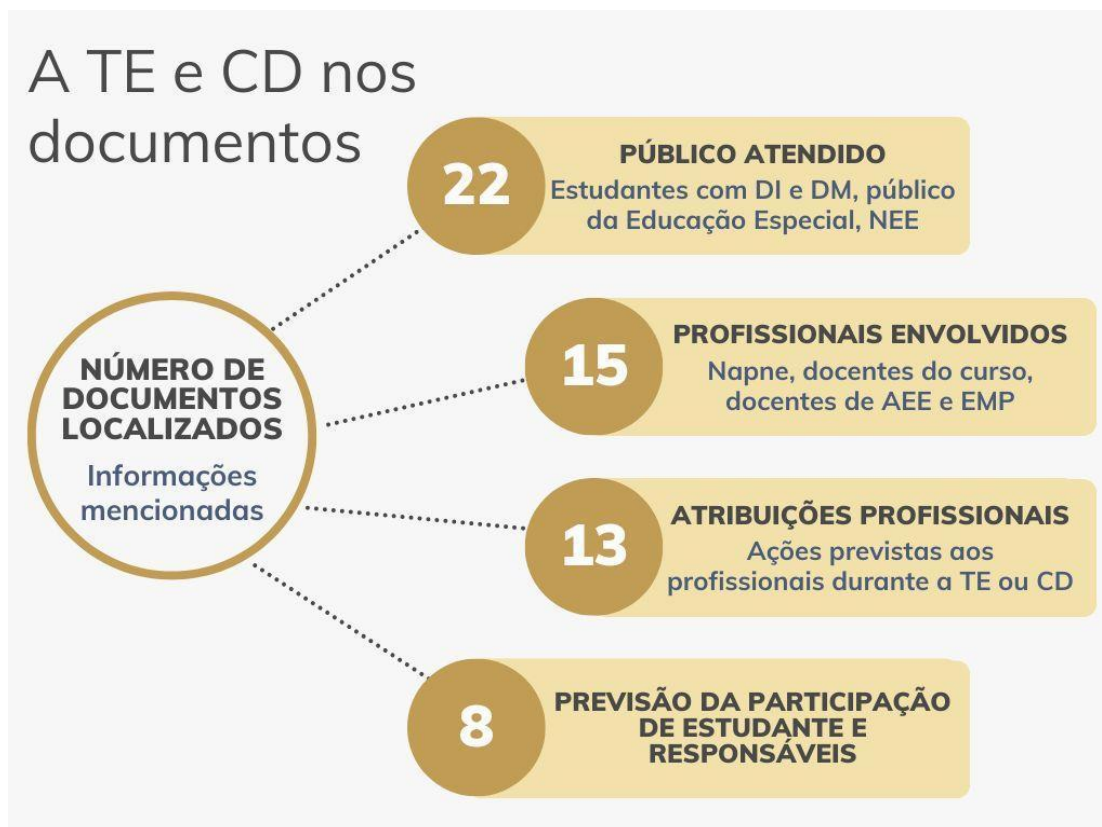 A TE e CD nos
documentos
22
PÚBLICO ATENDIDO
Estudantes com DI e DM, público
da Educação Especial, NEE
NÚMERO DE
DOCUMENTOS
LOCALIZADOS
Informações
mencionadas
15
PROFISSIONAIS ENVOLVIDOS
Napne, docentes do curso,
docentes de AEE e EMP
13
ATRIBUIÇÕES PROFISSIONAIS
Ações previstas aos
profissionais durante a TE ou CD
8
PREVISÃO DA PARTICIPAÇÃO
DE ESTUDANTE E
RESPONSÁVEIS